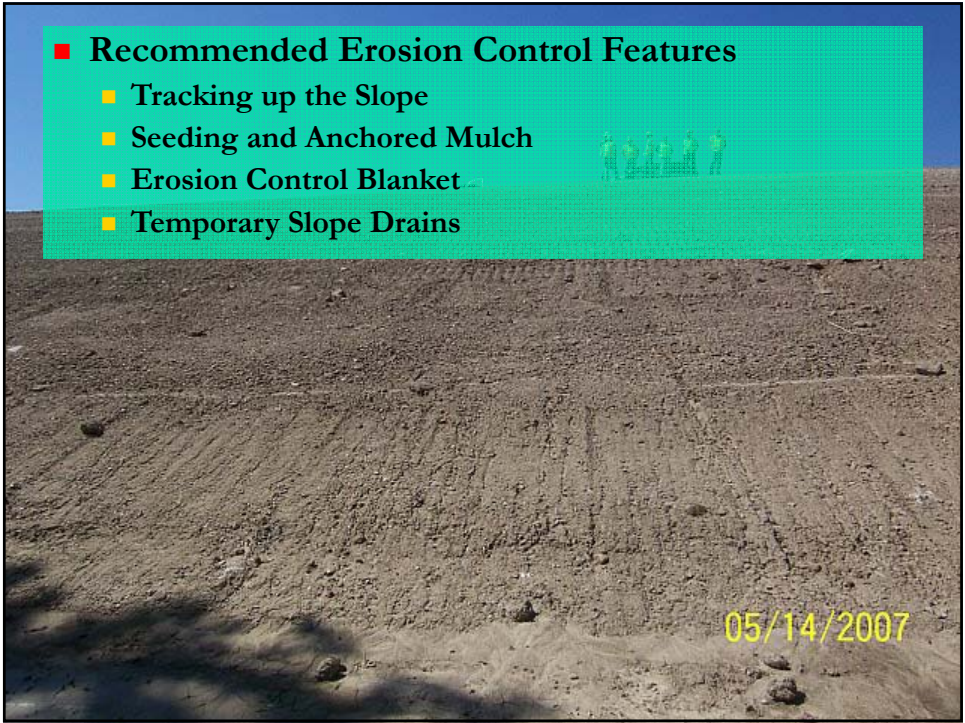 Recommended Erosion Control Features
Tracking up the Slope
Seeding and Anchored Mulch
Erosion Control Blanket
Temporary Slope Drains
05/14/2007